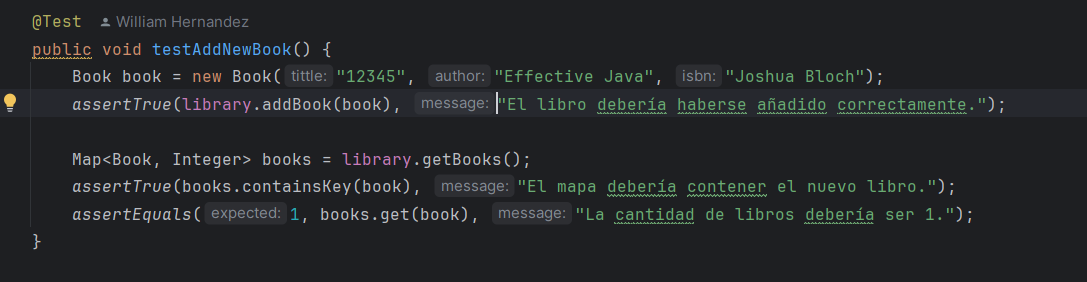 @Test William Hernandez
public void testAddNewBook() {
Book book = new Book( tittle: "12345", author: "Effective Java", isbn: "Joshua Bloch");
assertTrue(library.addBook(book), message: "El libro debería haberse añadido correctamente.");
Map<Book, Integer> books = library.getBooks();
assertTrue(books.containsKey(book), message: "El mapa debería contener el nuevo libro.");
assertEquals( expected: 1, books.get(book), message: "La cantidad de libros debería ser 1.");
}